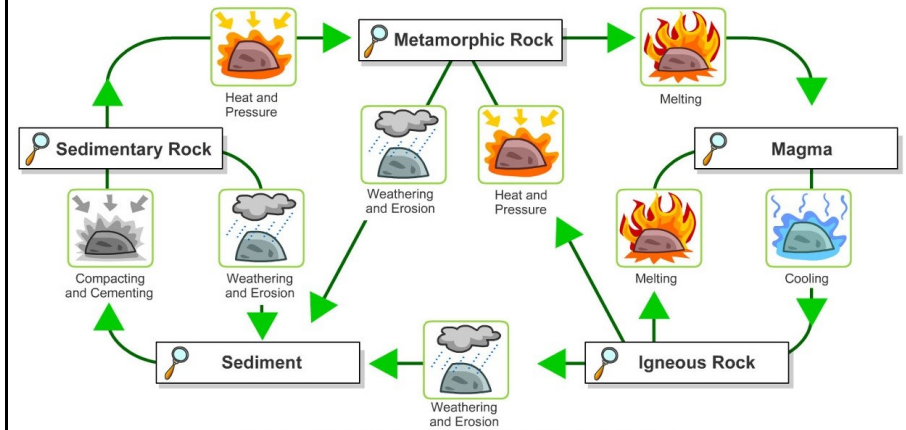 Metamorphic Rock
Heat and
Pressure
Melting
Sedimentary Rock
Magma
Weathering
and Erosion
Heat and
Pressure
Compacting
and Cementing
Weathering
and Erosion
Melting
Cooling
Sediment
Igneous Rock
Weathering
and Erosion